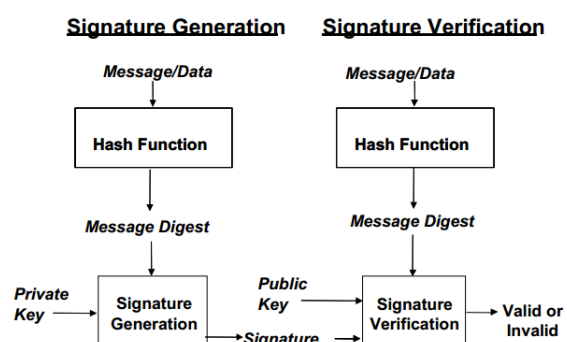 Signature Generation
Signature Verification
Message/Data
Message/Data
Hash Function
Hash Function
Message Digest
Message Digest
Private
Key
Signature
Generation
Public
Key
Signature
Verification
Valid or
Invalid
Signature